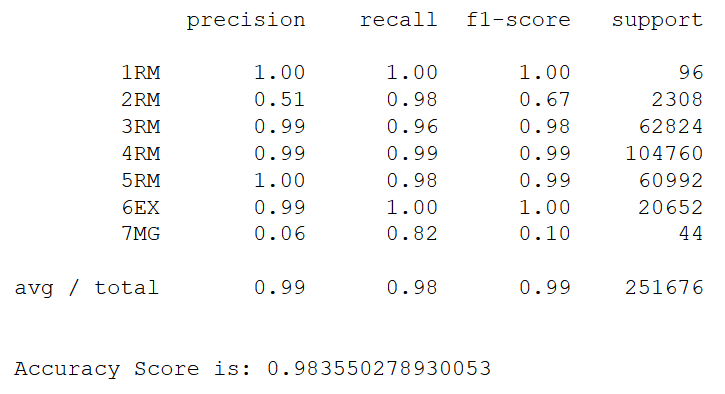 precision recall f1-score support
1RM 1.00 1.00 1.00 96
2RM 0.51 0.98 0.67 2308
3RM 0.99 0.96 0.98 62824
4RM 0.99 0.99 0.99 104760
5RM 1.00 0.98 0.99 60992
6EX 0.99 1.00 1.00 20652
7MG 0.06 0.82 0.10 44
avg / total 0.99 0.98 0.99 251676
Accuracy Score is: 0.983550278930053